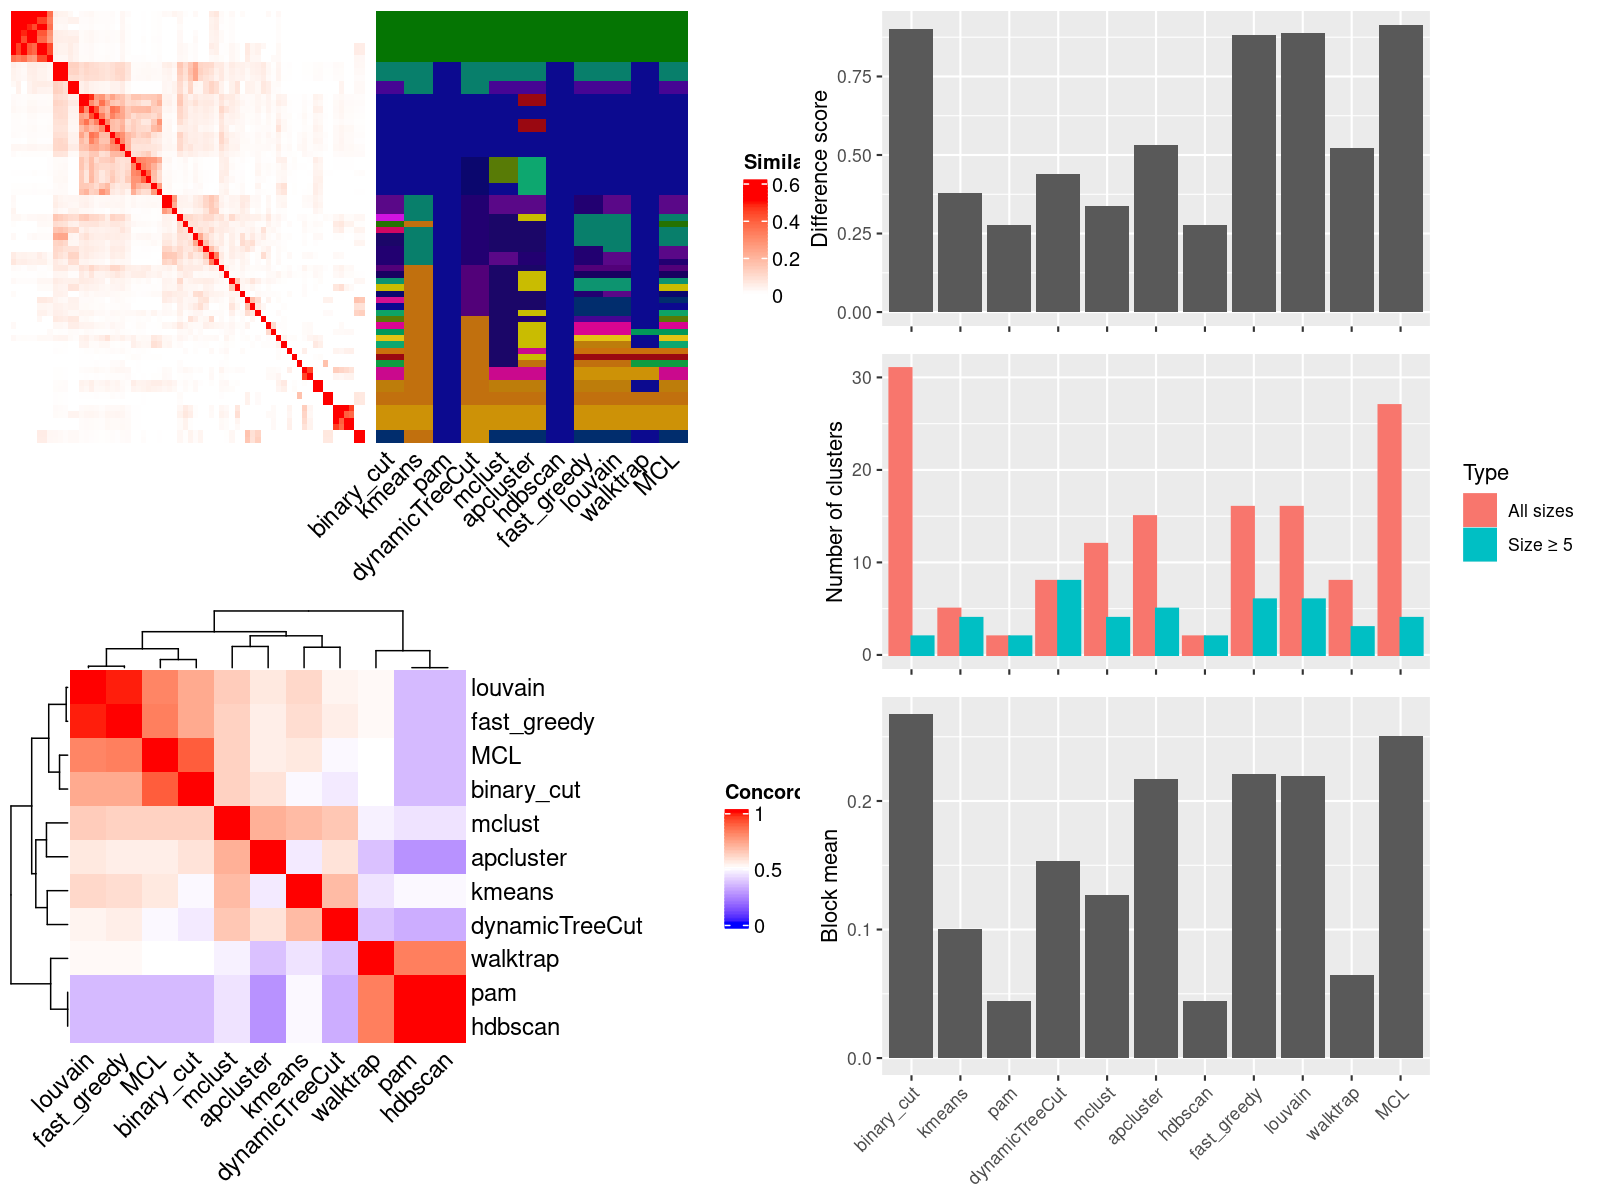 Simila
0.6
0.4
0.2
0
binary_cut
kmeans
pam
dynamicTreeCut
mclust
apcluster
hdbscan
fast_greedy
louvain
walktrap
MCL
louvain
fast_greedy
MCL
binary_cut
mclust
apcluster
kmeans
dynamicTreeCut
walktrap
pam
hdbscan
louvain
fast_greedy
MCL
binary_cut
mclust
apcluster
kmeans
dynamicTreeCut
walktrap
pam
hdbscan
Concord
1
0.5
0
Difference score
0.75
0.50
0.25
0.00
Number of clusters
30
20
10
0
Type
All sizes
Size ≥ 5
Block mean
0.2
0.1
0.0
binary_cut
kmeans
pam
dynamicTreeCut
mclust
apcluster
hdbscan
fast_greedy
louvain
walktrap
MCL